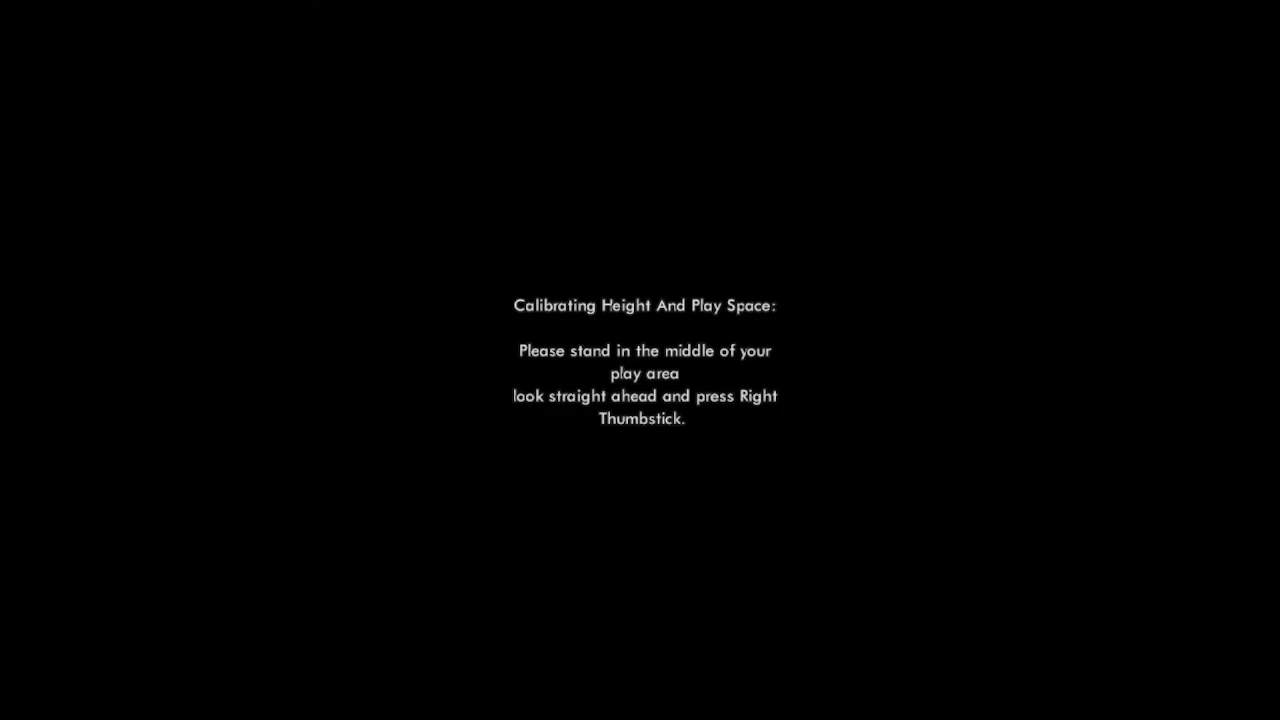 Calibrating Height And Play Space:
Please stand in the middle of your
play area
look straight ahead and press Right
Thumbstick.